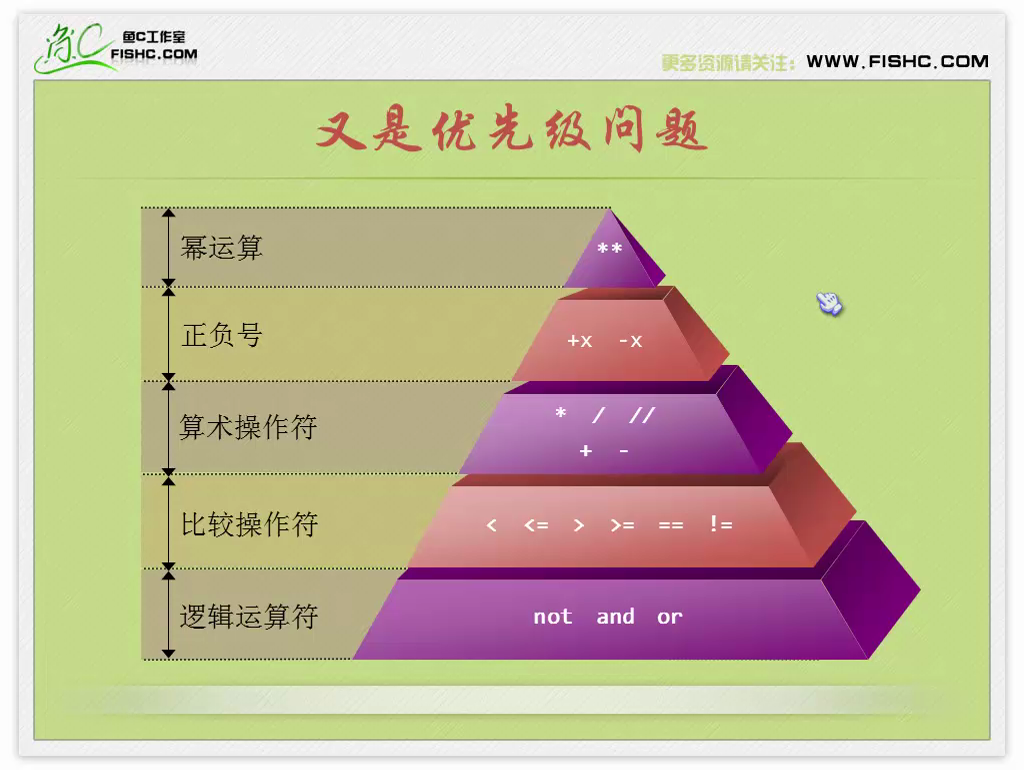 鱼C工作室
FISHC.COM
更多资源请关注: WWW.FISHC.COM
又是优先级问题
幂运算
**
正负号
+x -x
算术操作符
* / //
+ -
比较操作符
< <= > >= == !=
逻辑运算符
not and or